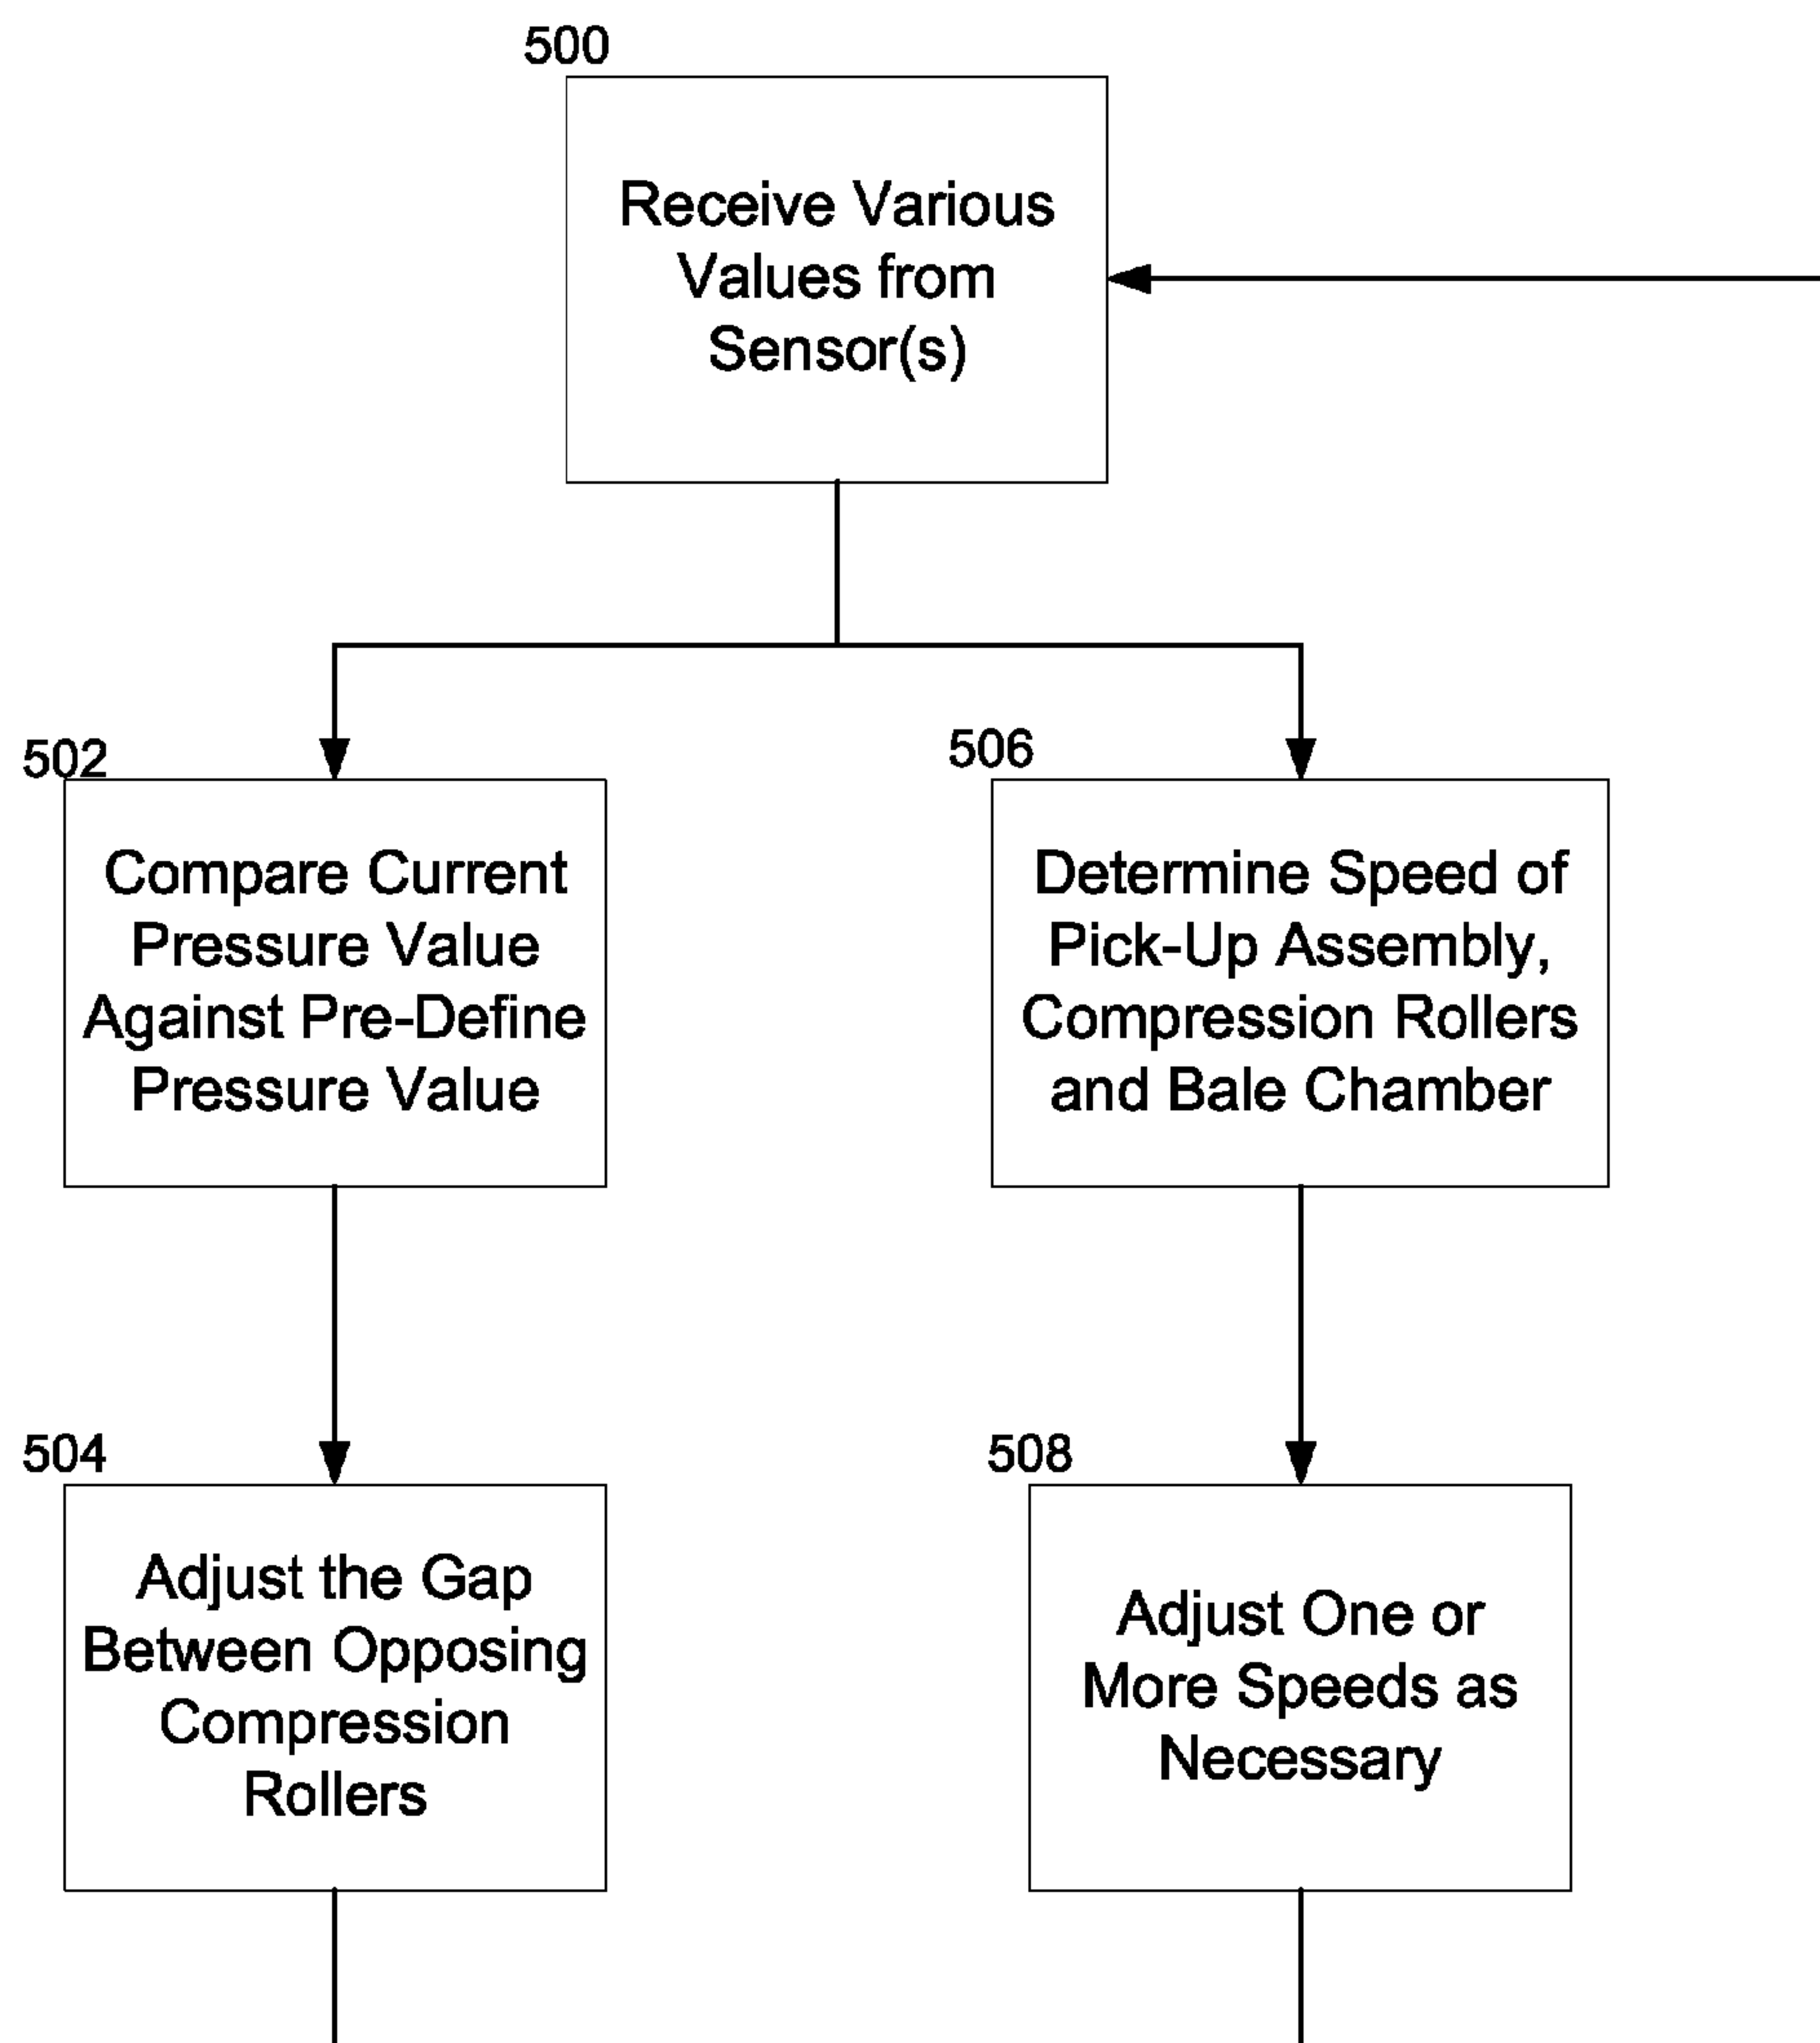 500
Receive Various
Values from
Sensor(s)
502
Compare Current
Pressure Value
Against Pre-Define
Pressure Value
506
Determine Speed of
Pick-Up Assembly,
Compression Rollers
and Bale Chamber
504
Adjust the Gap
Between Opposing
Compression
Rollers
508
Adjust One or
More Speeds as
Necessary